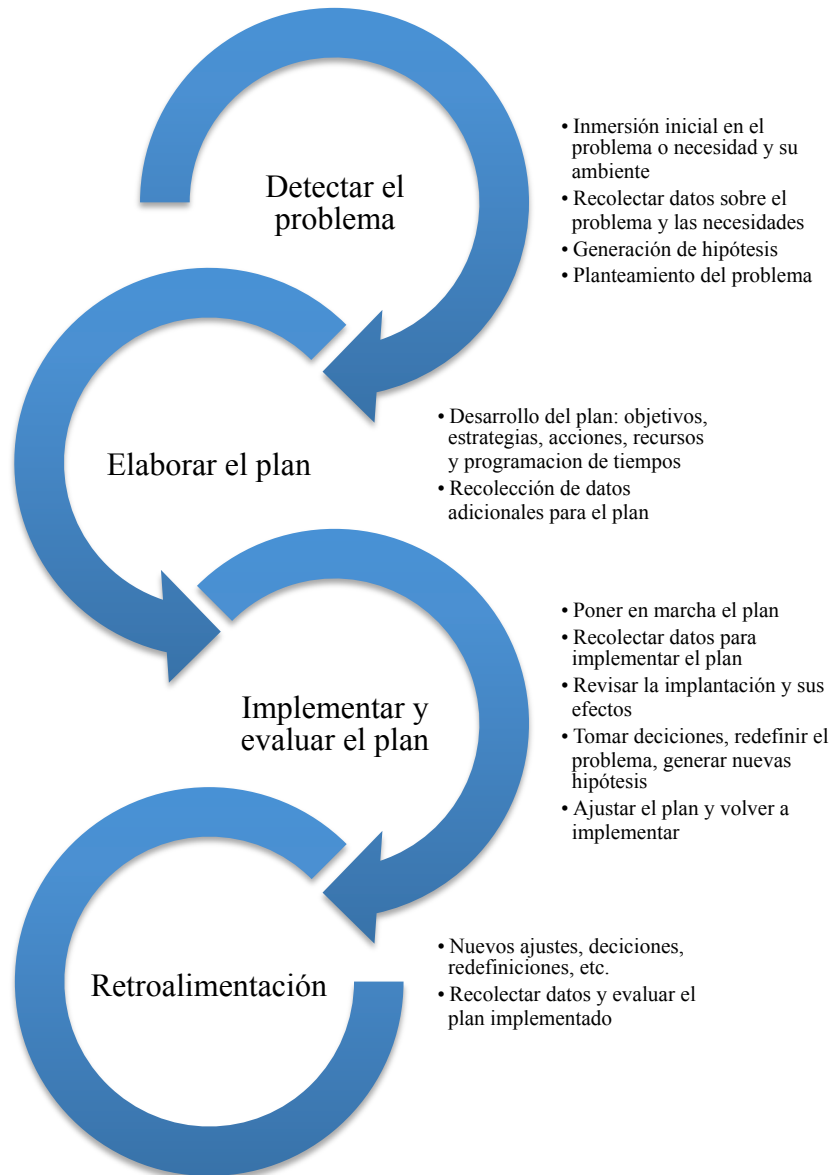 Detectar el
problema
• Inmersión inicial en el
problema o necesidad y su
ambiente
• Recolectar datos sobre el
problema y las necesidades
• Generación de hipótesis
• Planteamiento del problema
Elaborar el plan
• Desarrollo del plan: objetivos,
estrategias, acciones, recursos
y programacion de tiempos
• Recolección de datos
adicionales para el plan
Implementar y
evaluar el plan
• Poner en marcha el plan
• Recolectar datos para
implementar el plan
• Revisar la implantación y sus
efectos
• Tomar deciciones, redefinir el
problema, generar nuevas
hipótesis
• Ajustar el plan y volver a
implementar
Retroalimentación
• Nuevos ajustes, deciciones,
redefiniciones, etc.
• Recolectar datos y evaluar el
plan implementado